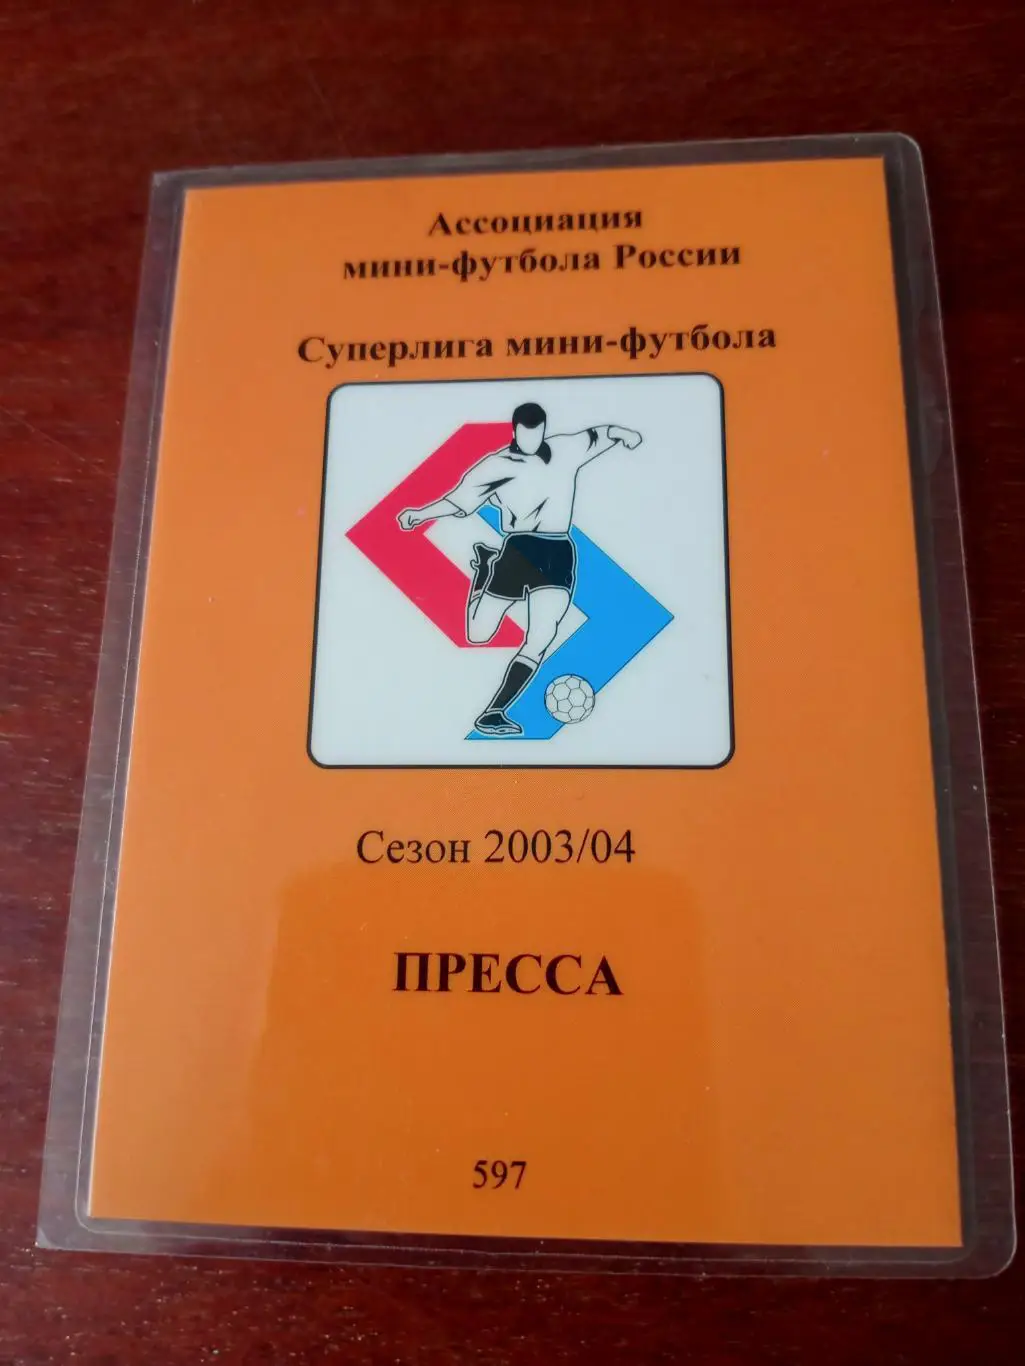 Ассоциация
мини-футбола России
Суперлига мини-футбола
Сезон 2003/04
ПРЕССА
597